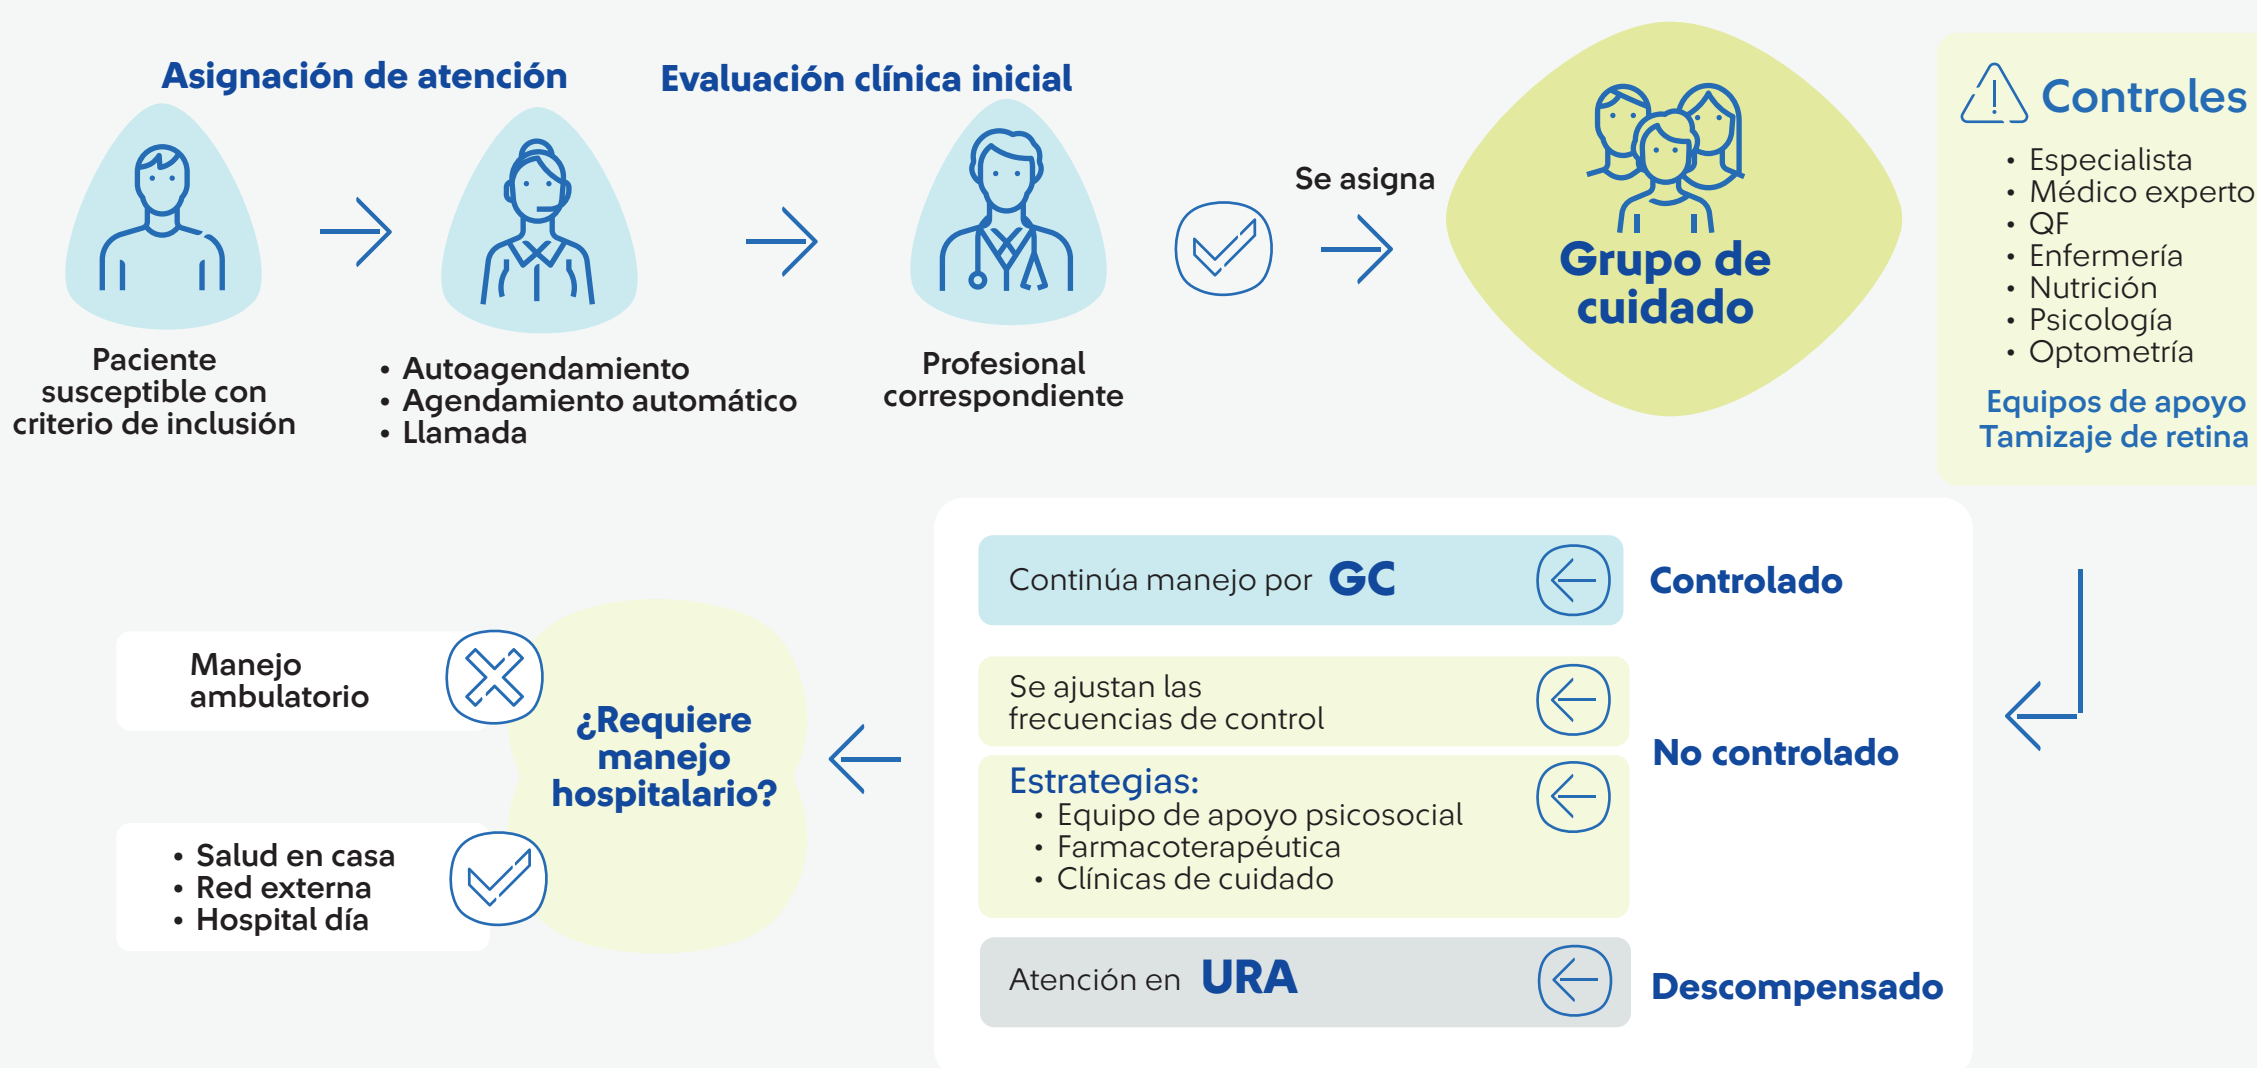 Asignación de atención
Paciente
susceptible con
criterio de inclusión
• Autoagendamiento
• Agendamiento automático
• Llamada
Evaluación clínica inicial
Profesional
correspondiente
Se asigna
Grupo de
cuidado
Controles
• Especialista
• Médico experto
• QF
• Enfermería
• Nutrición
• Psicología
• Optometría
Equipos de apoyo
Tamizaje de retina
Controlado
Continúa manejo por GC
No controlado
Se ajustan las
frecuencias de control
Estrategias:
• Equipo de apoyo psicosocial
• Farmacoterapéutica
• Clínicas de cuidado
Descompensado
Atención en URA
¿Requiere
manejo
hospitalario?
Manejo
ambulatorio
• Salud en casa
• Red externa
• Hospital día